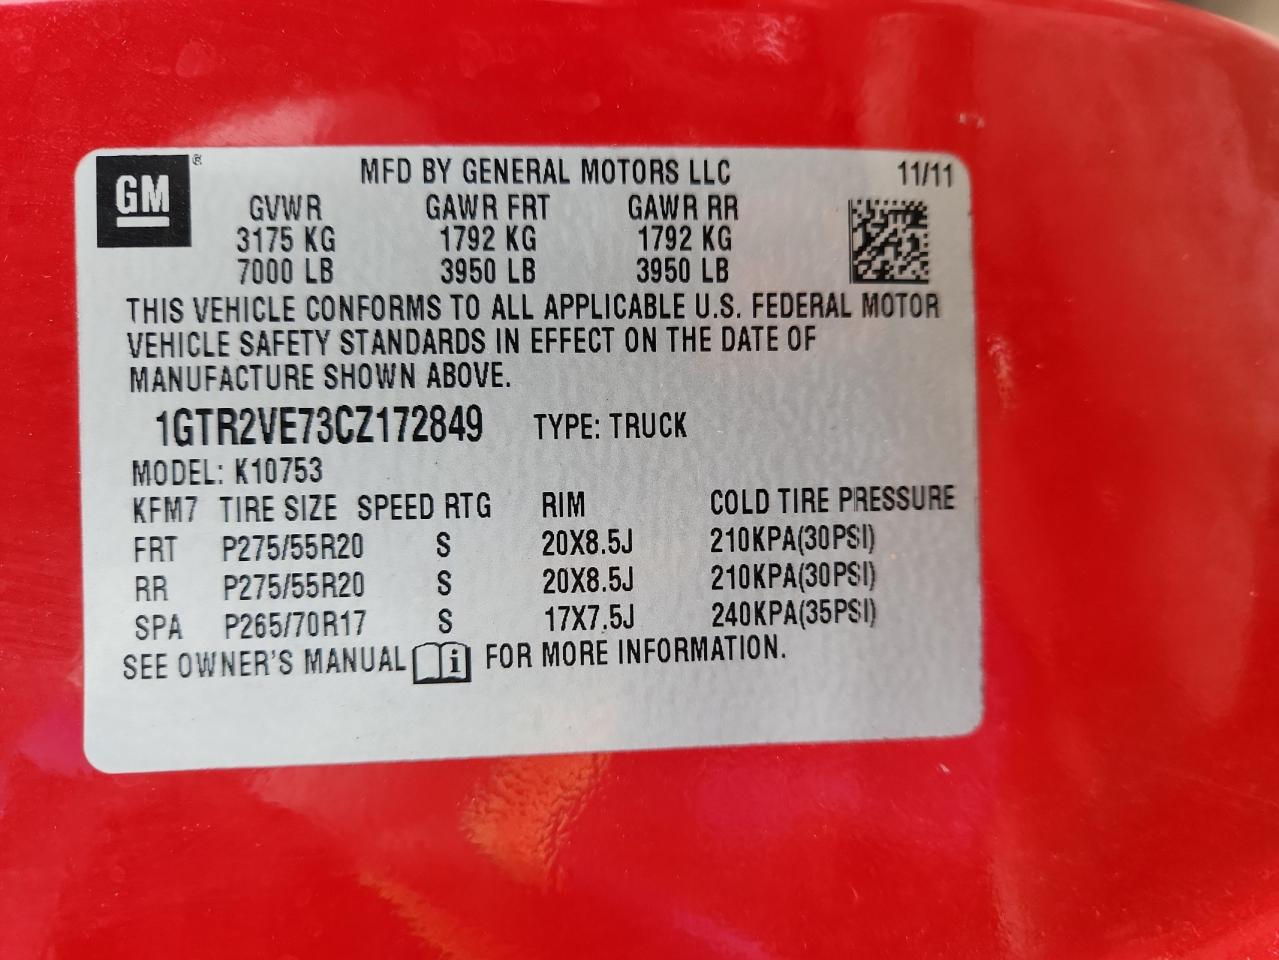 GM ® MFD BY GENERAL MOTORS LLC 11/11
GVWR GAWR FRT GAWR RR
3175 KG 1792 KG 1792 KG
7000 LB 3950 LB 3950 LB
THIS VEHICLE CONFORMS TO ALL APPLICABLE U.S. FEDERAL MOTOR
VEHICLE SAFETY STANDARDS IN EFFECT ON THE DATE OF
MANUFACTURE SHOWN ABOVE.
1GTR2VE73CZ172849 TYPE: TRUCK
MODEL: K10753
KFM7 TIRE SIZE SPEED RTG RIM COLD TIRE PRESSURE
FRT P275/55R20 S 20X8.5J 210KPA(30PSI)
RR P275/55R20 S 20X8.5J 210KPA(30PSI)
SPA P265/70R17 S 17X7.5J 240KPA(35PSI)
SEE OWNER'S MANUAL i FOR MORE INFORMATION.